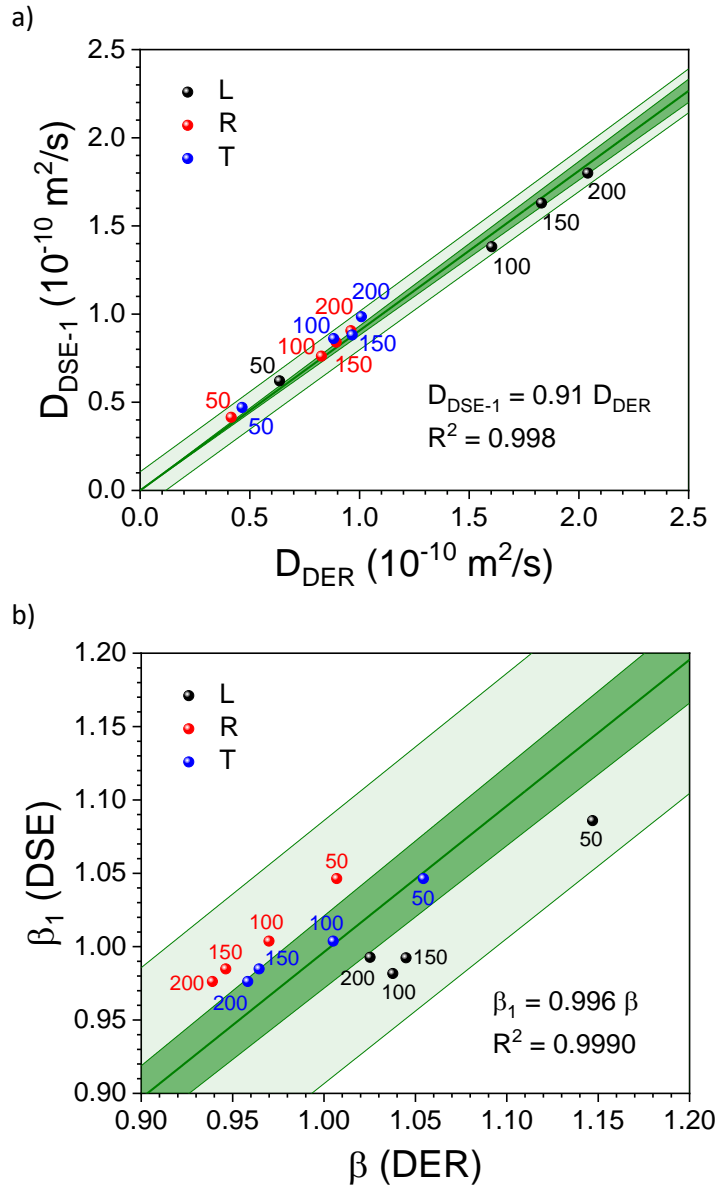 a)
2.5
2.0
1.5
1.0
0.5
0.0
D_DSE-1 (10^-10 m^2/s)
L
R
T
200
150
100
200
200
100
150
100
150
50
50
50
D_DSE-1 = 0.91 D_DER
R^2 = 0.998
0.0 0.5 1.0 1.5 2.0 2.5
D_DER (10^-10 m^2/s)
b)
1.20
1.15
1.10
1.05
1.00
0.95
0.90
β_1 (DSE)
L
R
T
50
50
50
100
100
150
150
200
200
200
150
100
β_1 = 0.996 β
R^2 = 0.9990
0.90 0.95 1.00 1.05 1.10 1.15 1.20
β (DER)